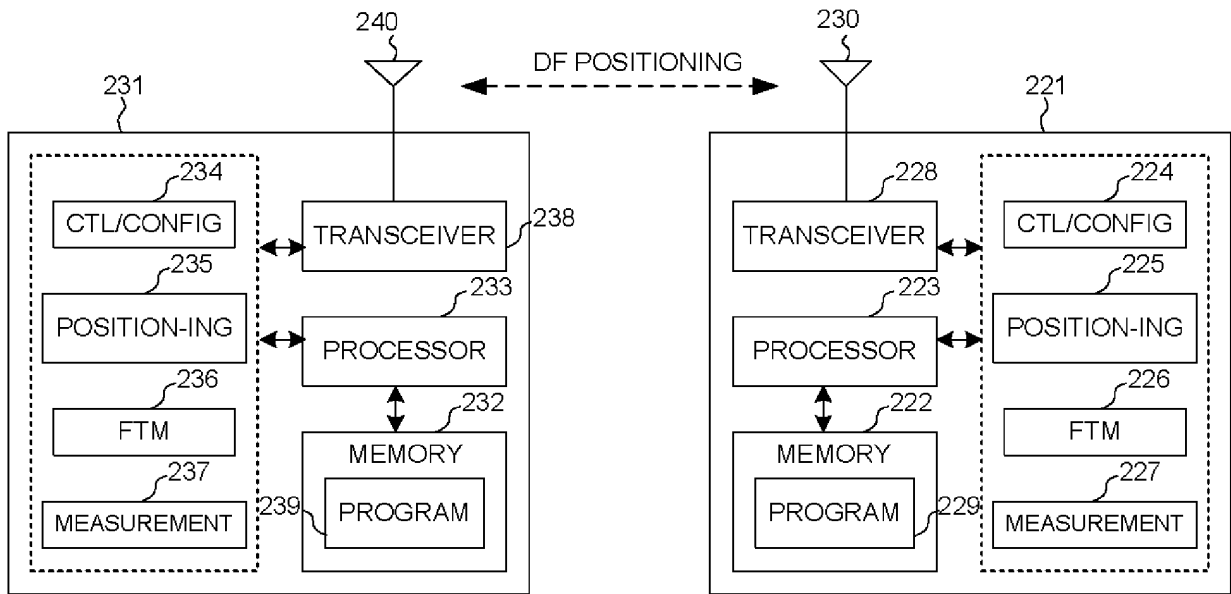 240
230
DF POSITIONING
231
221
234
CTL/CONFIG
TRANSCEIVER
238
235
POSITION-ING
233
PROCESSOR
236
FTM
232
MEMORY
237
MEASUREMENT
239
PROGRAM
228
TRANSCEIVER
224
CTL/CONFIG
223
PROCESSOR
225
POSITION-ING
222
MEMORY
226
FTM
PROGRAM
229
227
MEASUREMENT